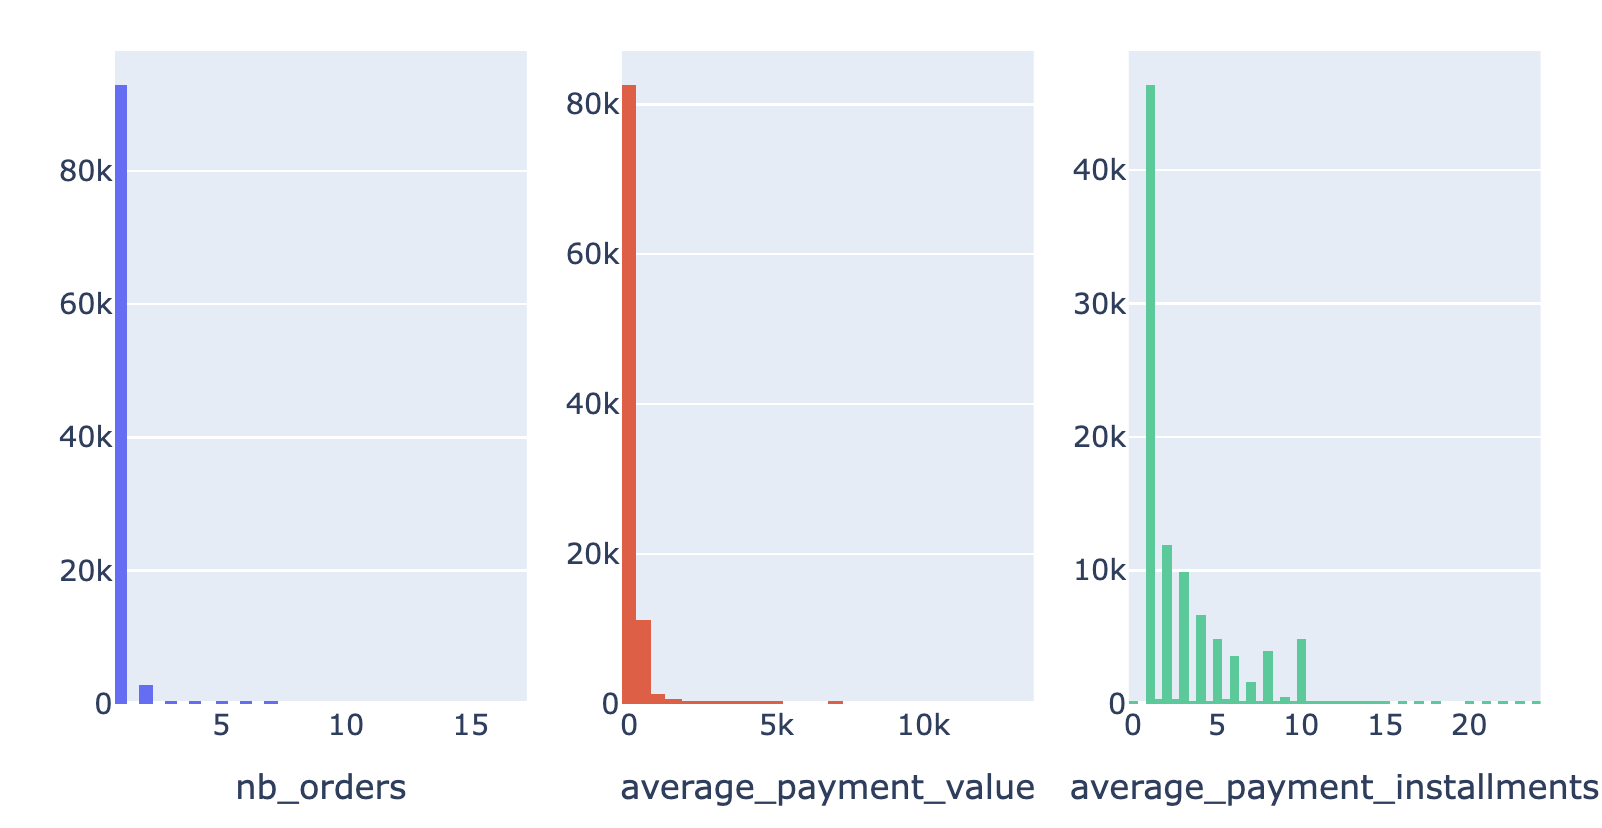 80k
60k
40k
20k
0
5
10
15
nb_orders
80k
60k
40k
20k
0
0
5k
10k
average_payment_value
40k
30k
20k
10k
0
0
5
10
15
20
average_payment_installments